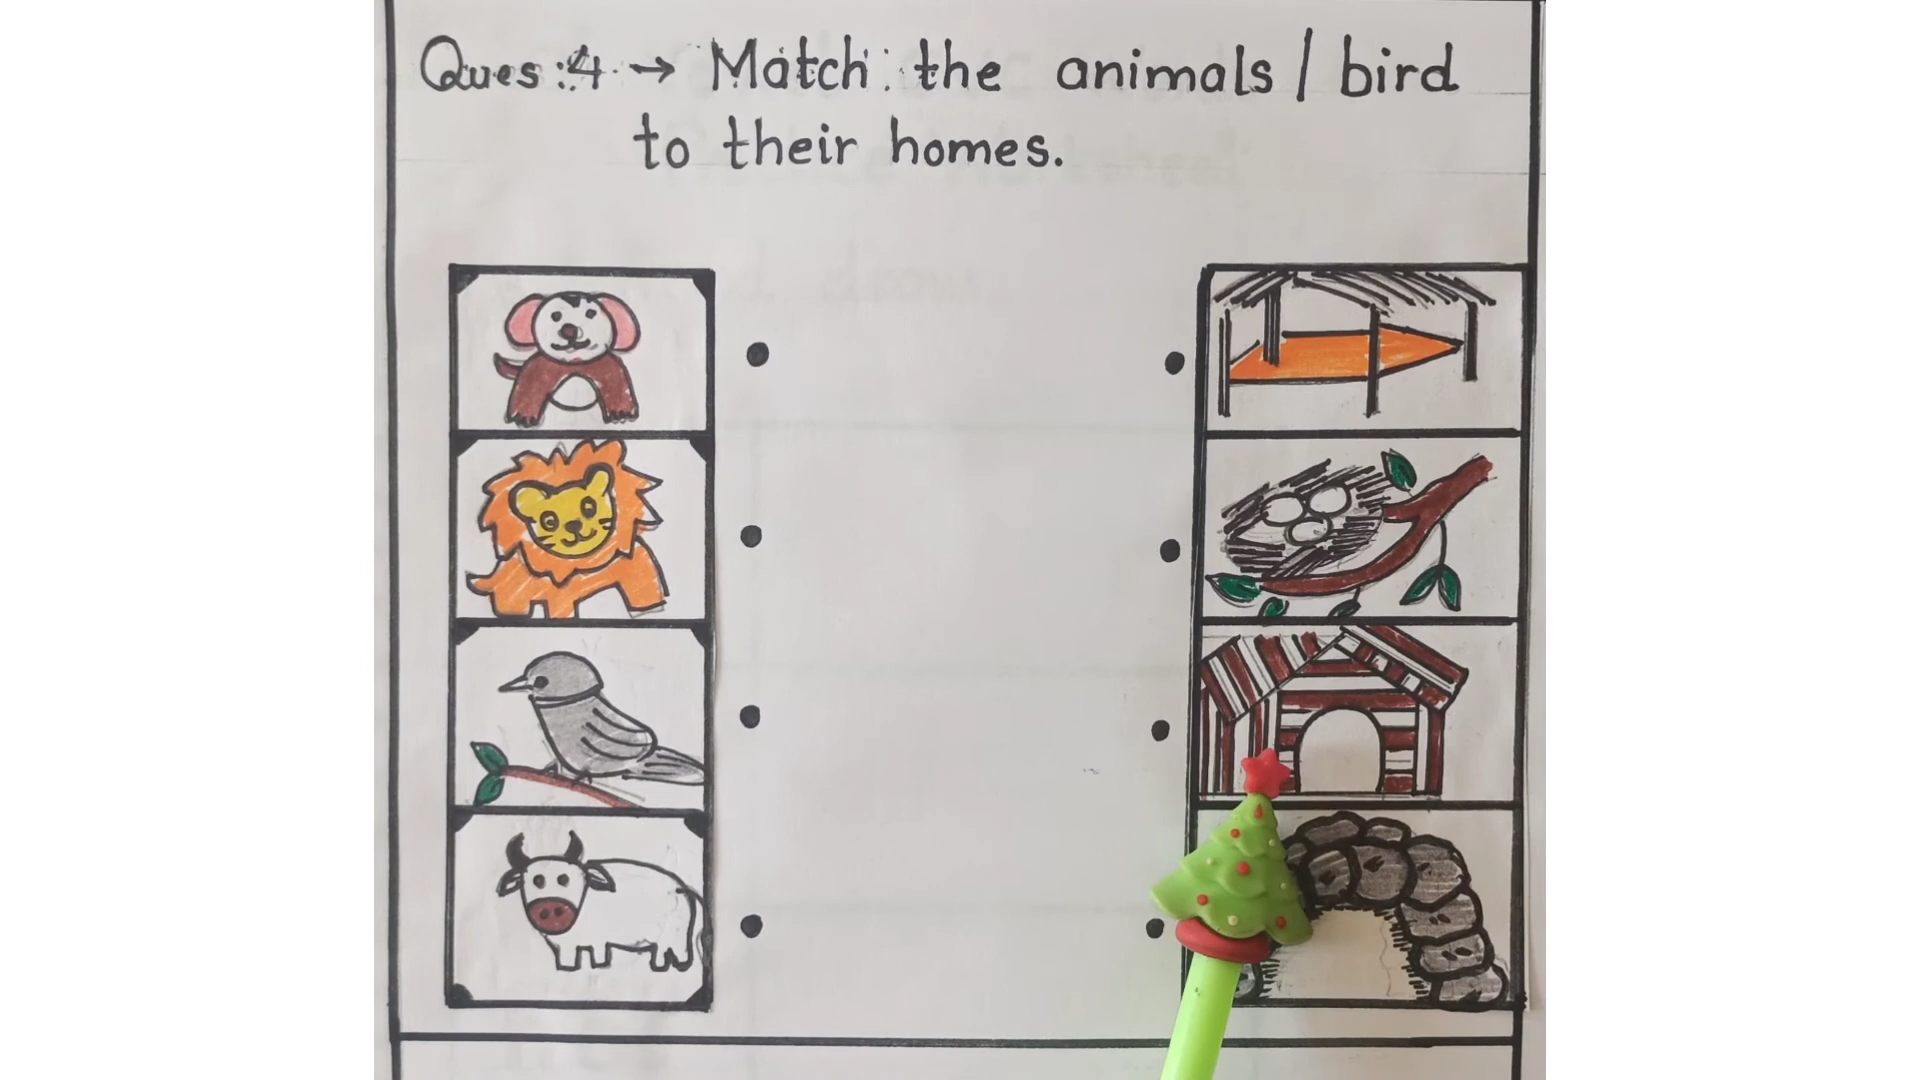 Ques:4 → Match the animals / bird
to their homes.